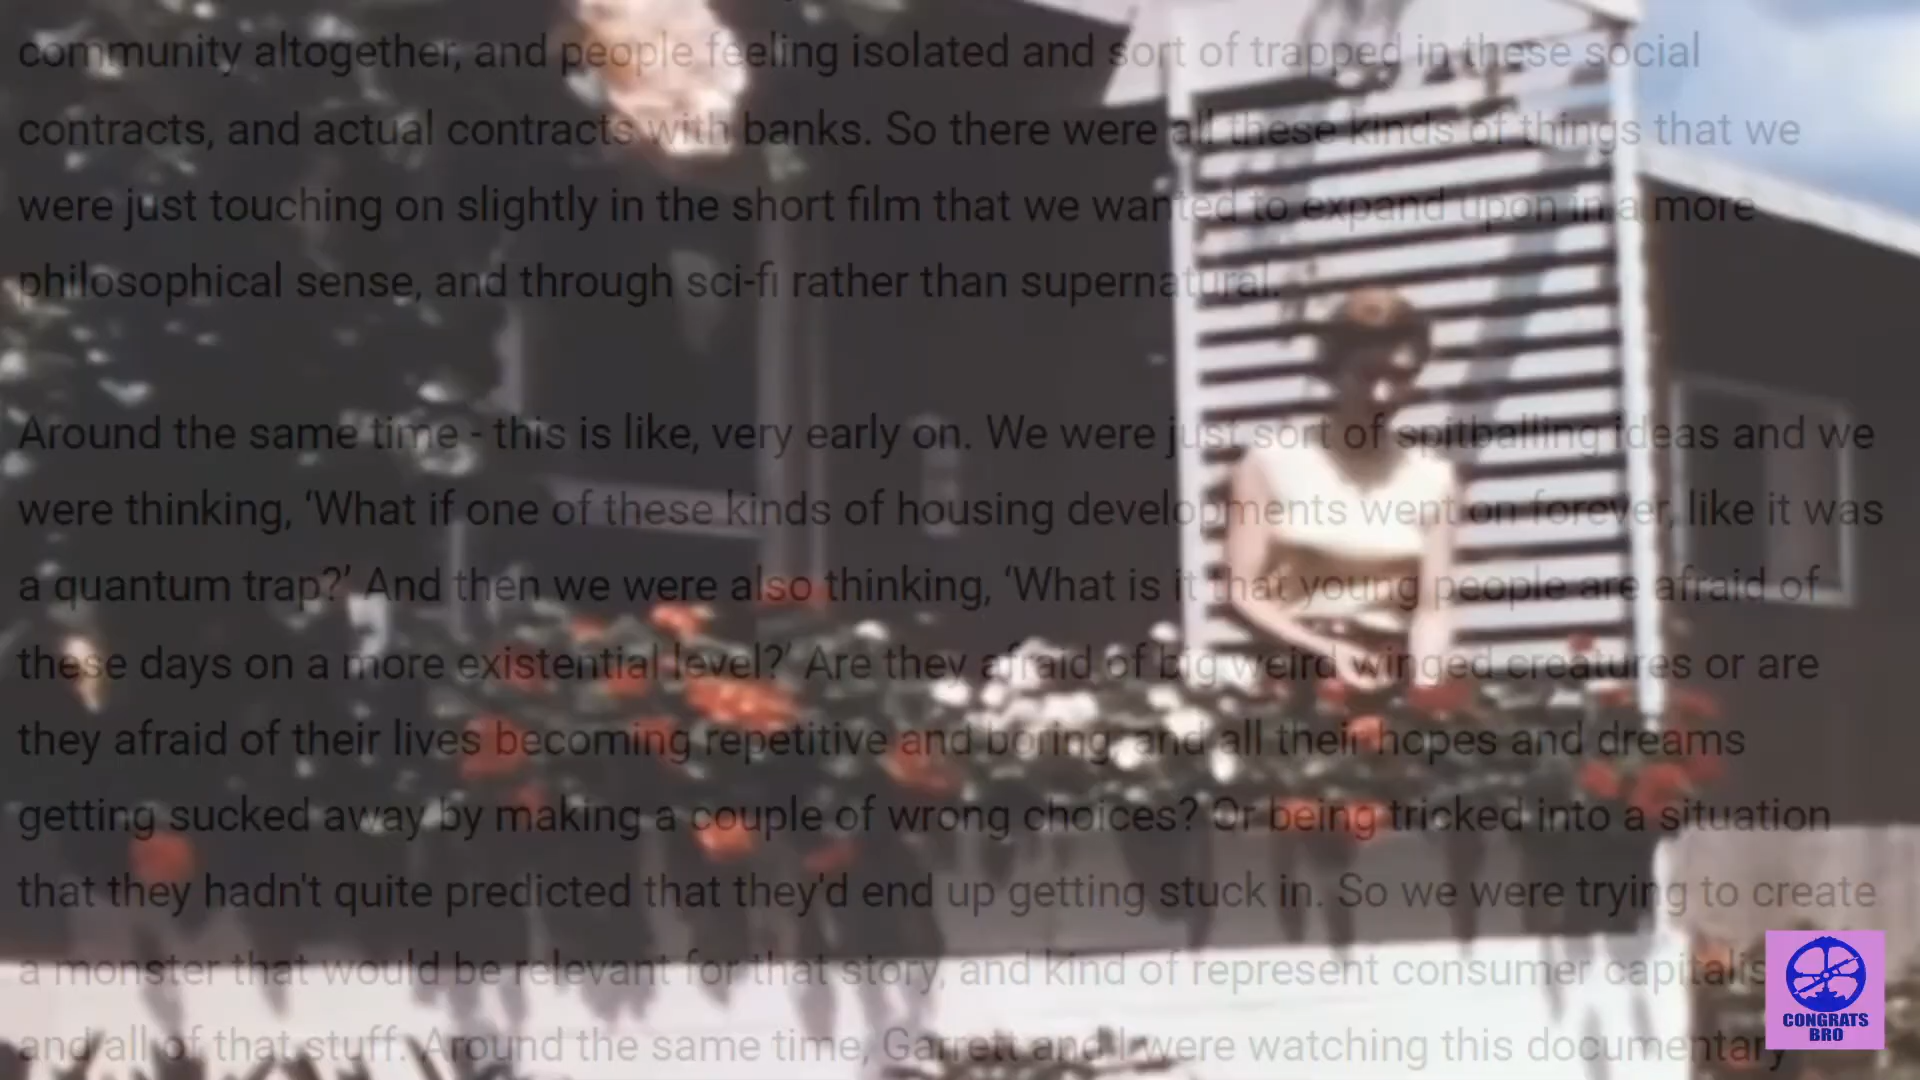 community altogether, and people feeling isolated and sort of trapped in these social
contracts, and actual contracts with banks. So there were all these kinds of things that we
were just touching on slightly in the short film that we wanted to expand upon in a more
philosophical sense, and through sci-fi rather than supernatural.
Around the same time - this is like, very early on. We were just sort of spitballing ideas and we
were thinking, ‘What if one of these kinds of housing developments went on forever, like it was
a quantum trap?’ And then we were also thinking, ‘What is it that young people are afraid of
these days on a more existential level?’ Are they afraid of big weird winged creatures or are
they afraid of their lives becoming repetitive and boring, and all their hopes and dreams
getting sucked away by making a couple of wrong choices? Or being tricked into a situation
that they hadn't quite predicted that they'd end up getting stuck in. So we were trying to create
a monster that would be relevant for that story, and kind of represent consumer capitalis
and all of that stuff. Around the same time, Garrett and I were watching this documentary
CONGRATS
BRO